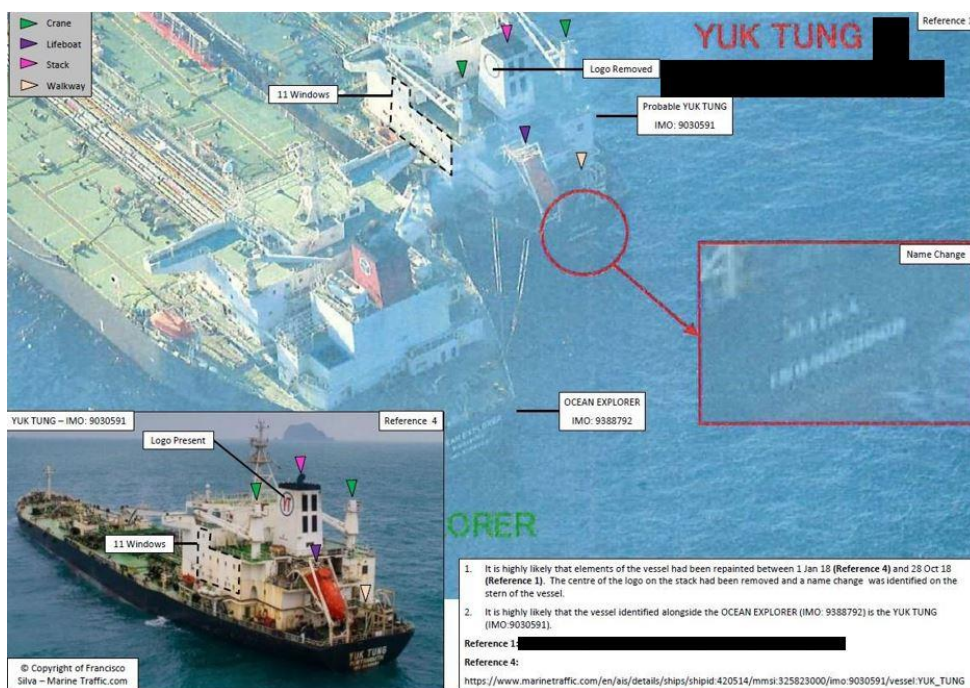 Crane
Lifeboat
Stack
Walkway
11 Windows
Logo Removed
YUK TUNG
Probable YUK TUNG
IMO: 9030591
Name Change
OCEAN EXPLORER
IMO: 9388792
ORER
YUK TUNG – IMO: 9030591
Reference 4
Logo Present
11 Windows
YUK TUNG
© Copyright of Francisco
Silva – Marine Traffic.com
1. It is highly likely that elements of the vessel had been repainted between 1 Jan 18 (Reference 4) and 28 Oct 18
(Reference 1). The centre of the logo on the stack had been removed and a name change was identified on the
stern of the vessel.
2. It is highly likely that the vessel identified alongside the OCEAN EXPLORER (IMO: 9388792) is the YUK TUNG
(IMO:9030591).
Reference 1:
Reference 4:
https://www.marinetraffic.com/en/ais/details/ships/shipid:420514/mmsi:325823000/imo:9030591/vessel:YUK_TUNG